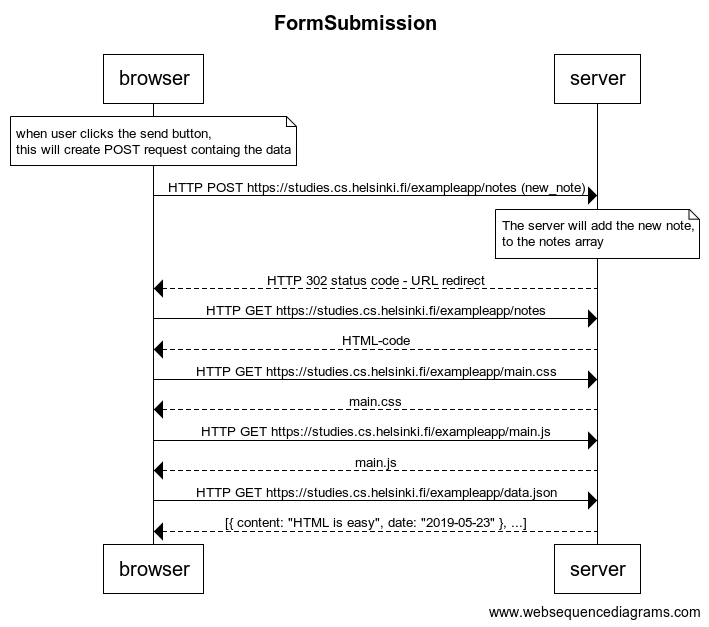 FormSubmission
browser
server
when user clicks the send button,
this will create POST request containg the data
HTTP POST https://studies.cs.helsinki.fi/exampleapp/notes (new_note)
The server will add the new note,
to the notes array
HTTP 302 status code - URL redirect
HTTP GET https://studies.cs.helsinki.fi/exampleapp/notes
HTML-code
HTTP GET https://studies.cs.helsinki.fi/exampleapp/main.css
main.css
HTTP GET https://studies.cs.helsinki.fi/exampleapp/main.js
main.js
HTTP GET https://studies.cs.helsinki.fi/exampleapp/data.json
[{ content: "HTML is easy", date: "2019-05-23" }, ...]
browser
server
www.websequencediagrams.com